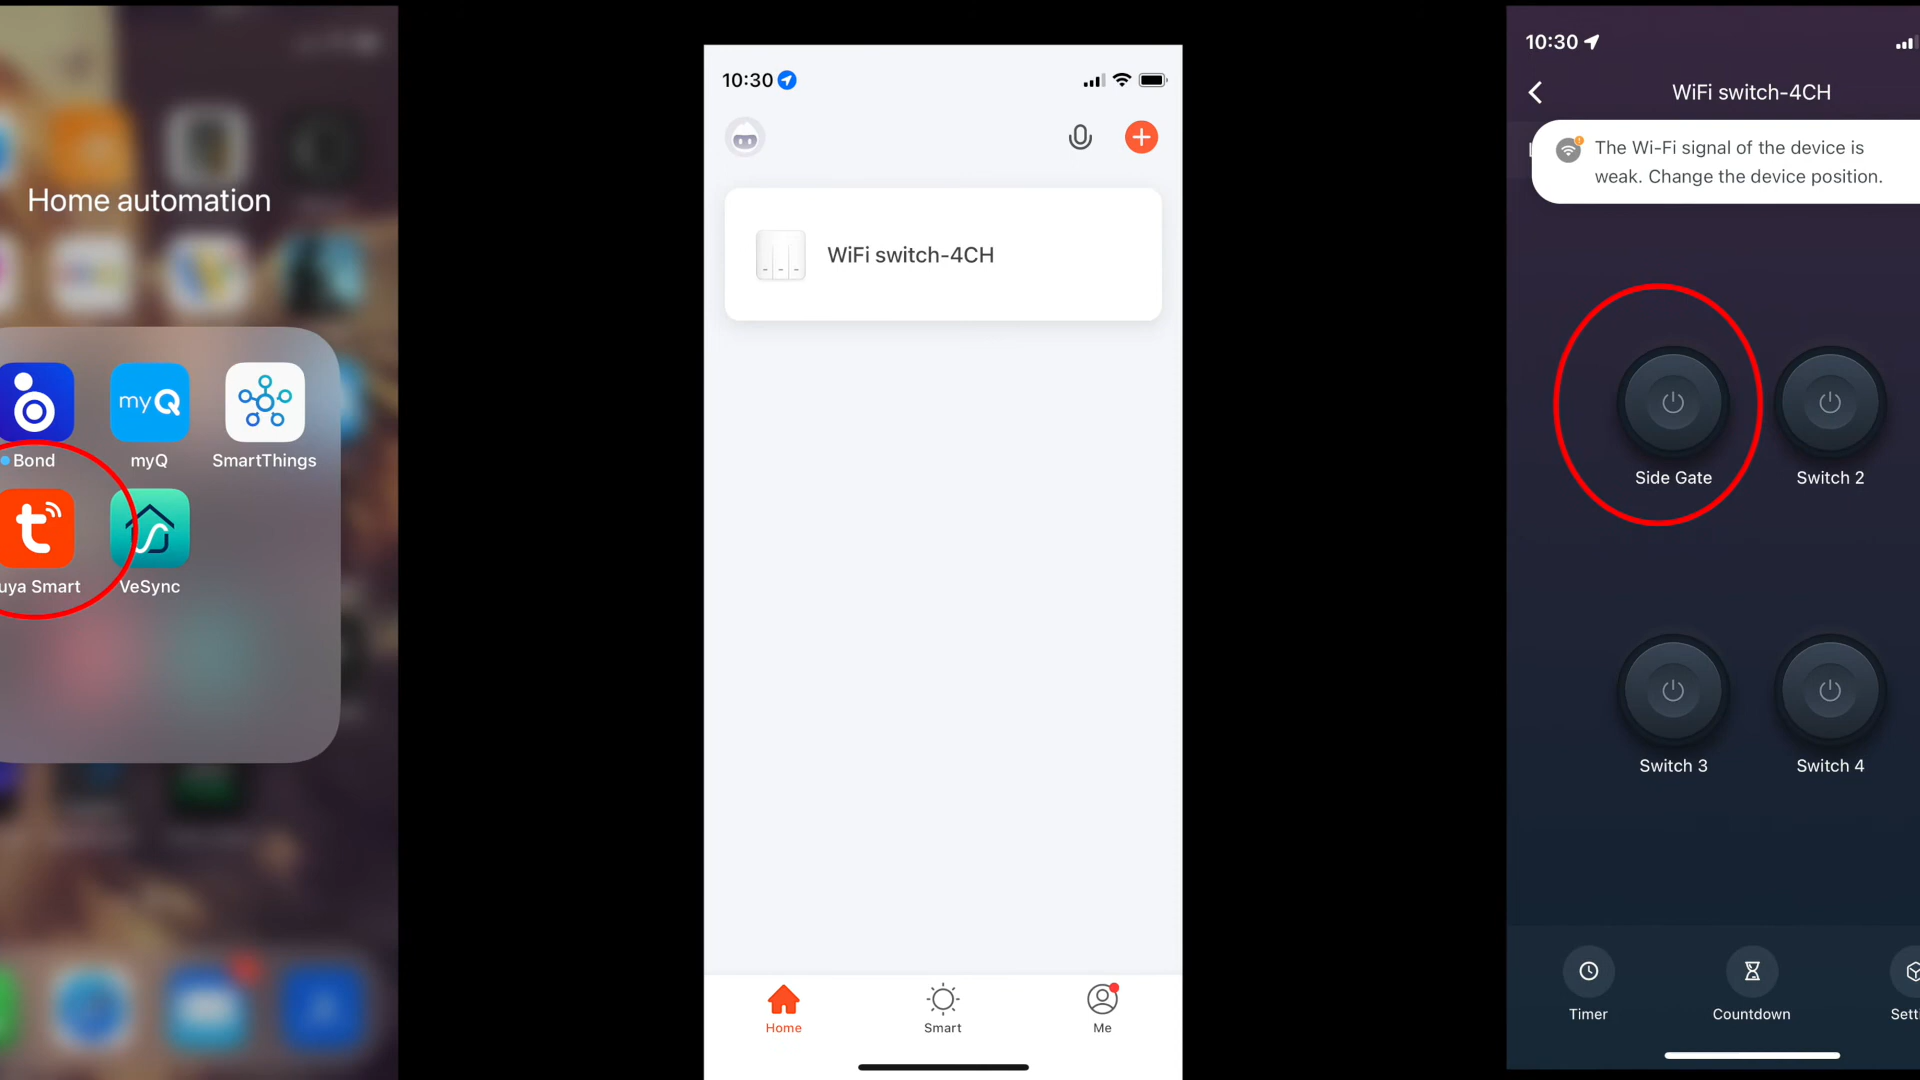 Home automation
myQ
Bond
myQ
SmartThings
t
uya Smart
VeSync
10:30
WiFi switch-4CH
Home
Smart
Me
10:30
WiFi switch-4CH
The Wi-Fi signal of the device is
weak. Change the device position.
Side Gate
Switch 2
Switch 3
Switch 4
Timer
Countdown
Setti